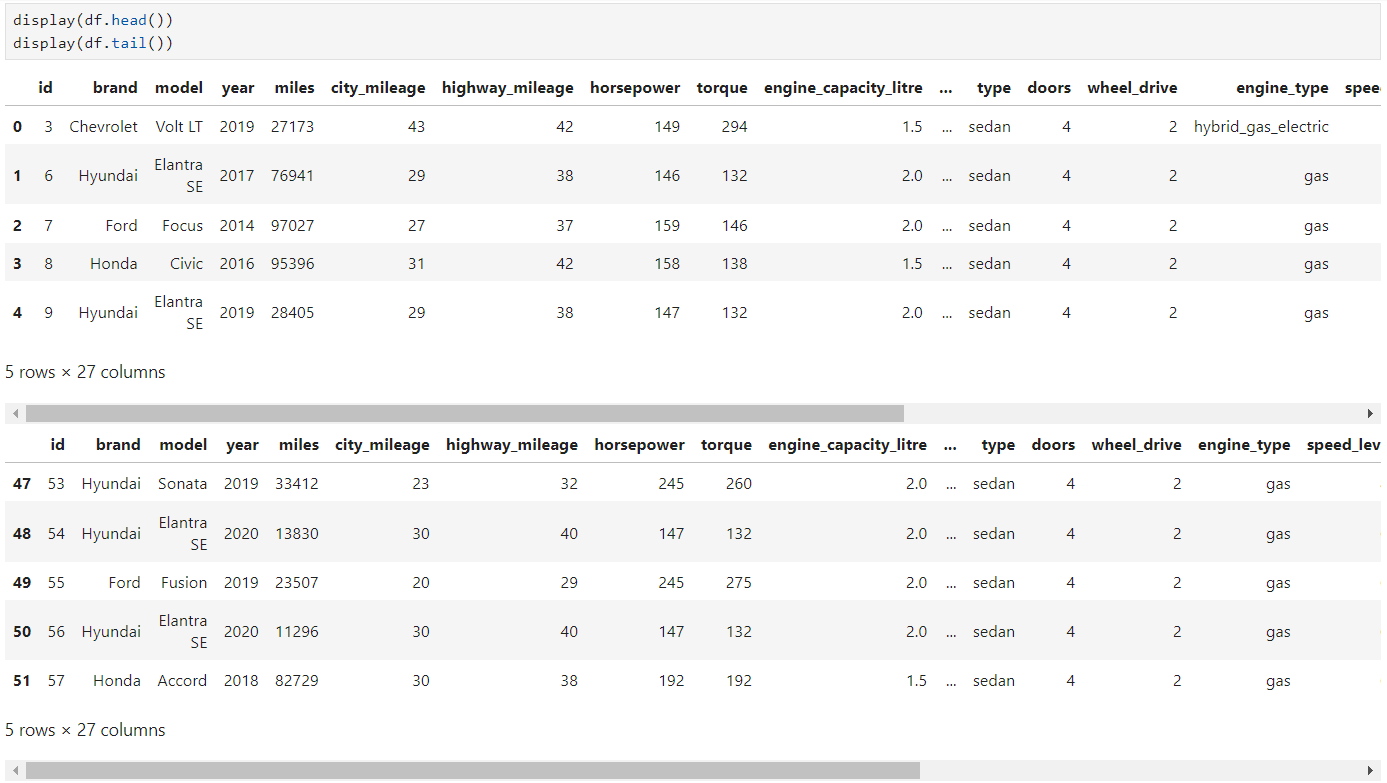 display(df.head())
display(df.tail())
id brand model year miles city_mileage highway_mileage horsepower torque engine_capacity_litre ... type doors wheel_drive engine_type speed
0 3 Chevrolet Volt LT 2019 27173 43 42 149 294 1.5 ... sedan 4 2 hybrid_gas_electric
1 6 Hyundai Elantra SE 2017 76941 29 38 146 132 2.0 ... sedan 4 2 gas
2 7 Ford Focus 2014 97027 27 37 159 146 2.0 ... sedan 4 2 gas
3 8 Honda Civic 2016 95396 31 42 158 138 1.5 ... sedan 4 2 gas
4 9 Hyundai Elantra SE 2019 28405 29 38 147 132 2.0 ... sedan 4 2 gas
5 rows × 27 columns
id brand model year miles city_mileage highway_mileage horsepower torque engine_capacity_litre ... type doors wheel_drive engine_type speed_lev
47 53 Hyundai Sonata 2019 33412 23 32 245 260 2.0 ... sedan 4 2 gas
48 54 Hyundai Elantra SE 2020 13830 30 40 147 132 2.0 ... sedan 4 2 gas
49 55 Ford Fusion 2019 23507 20 29 245 275 2.0 ... sedan 4 2 gas
50 56 Hyundai Elantra SE 2020 11296 30 40 147 132 2.0 ... sedan 4 2 gas
51 57 Honda Accord 2018 82729 30 38 192 192 1.5 ... sedan 4 2 gas
5 rows × 27 columns